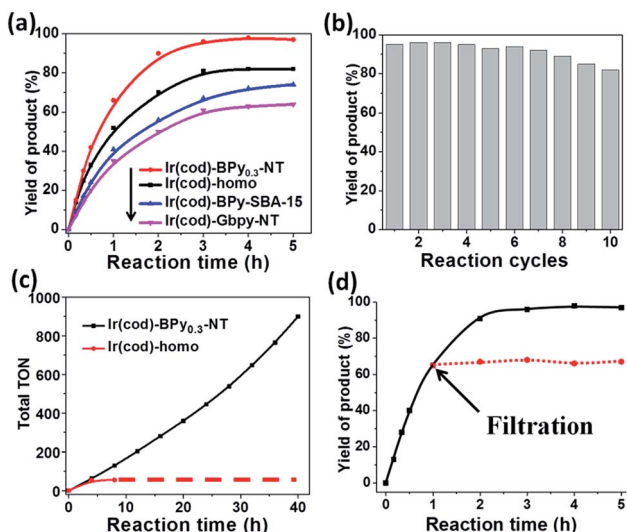 (a)
Yield of product (%)
100
80
60
40
20
0
Ir(cod)-BPy₀.₃-NT
Ir(cod)-homo
Ir(cod)-BPy-SBA-15
Ir(cod)-Gbpy-NT
0 1 2 3 4 5
Reaction time (h)
(b)
Yield of product (%)
100
80
60
40
20
0
2 4 6 8 10
Reaction cycles
(c)
Total TON
1000
800
600
400
200
0
Ir(cod)-BPy₀.₃-NT
Ir(cod)-homo
0 10 20 30 40
Reaction time (h)
(d)
Yield of product (%)
100
80
60
40
20
0
Filtration
0 1 2 3 4 5
Reaction time (h)